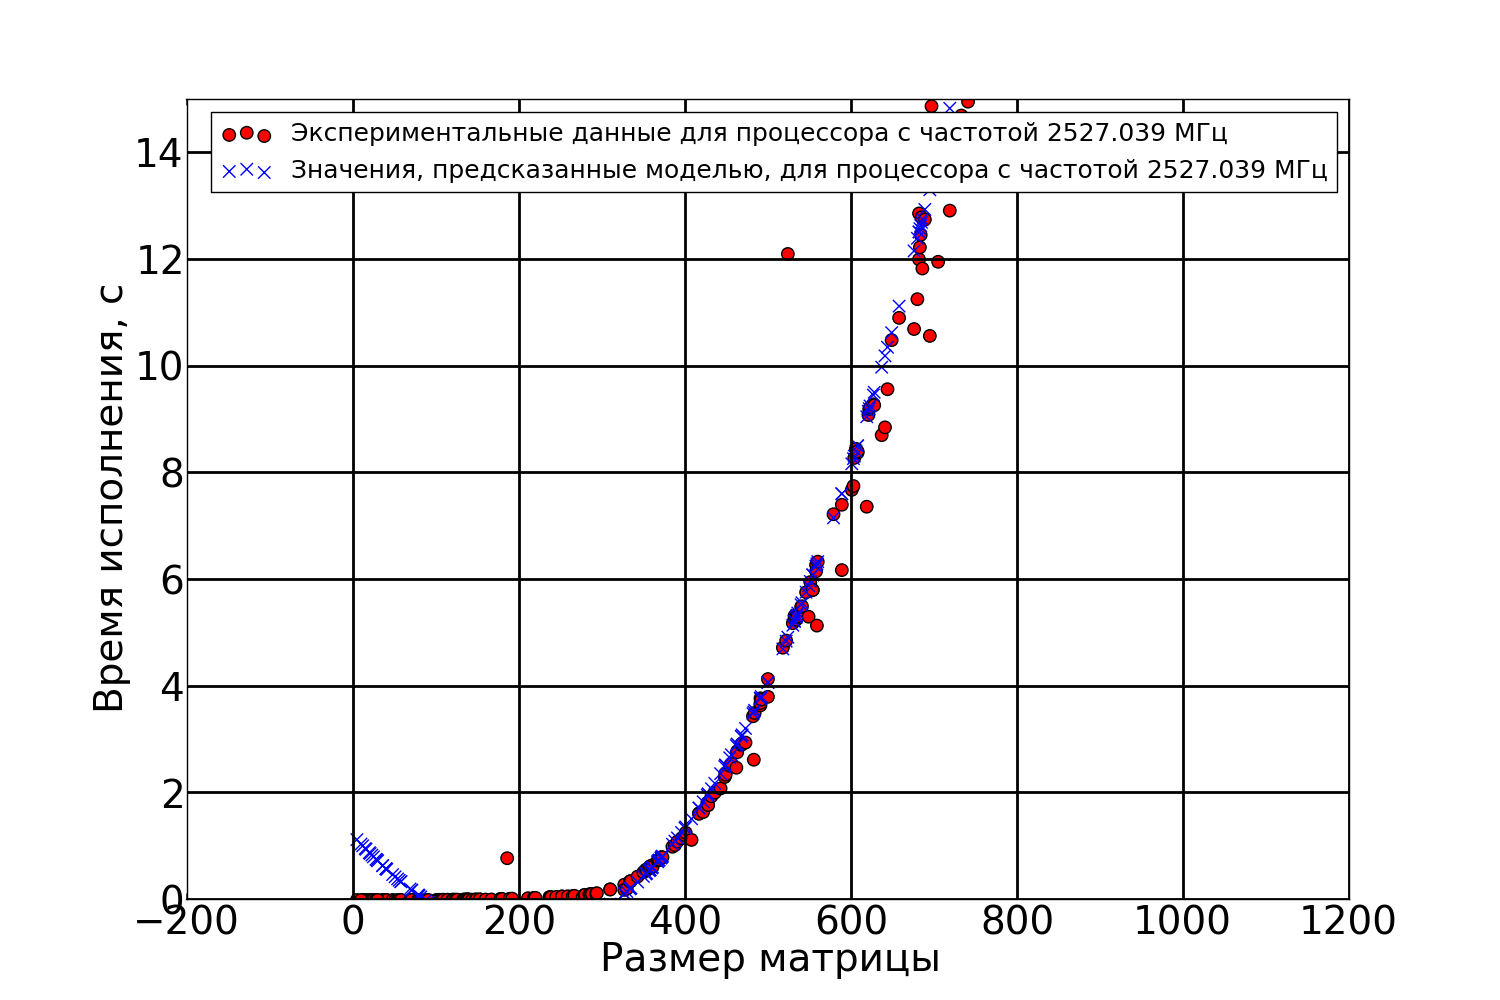 Экспериментальные данные для процессора с частотой 2527.039 МГц
Значения, предсказанные моделью, для процессора с частотой 2527.039 МГц
14
12
10
8
6
4
2
0
Время исполнения, с
−200 0 200 400 600 800 1000 1200
Размер матрицы